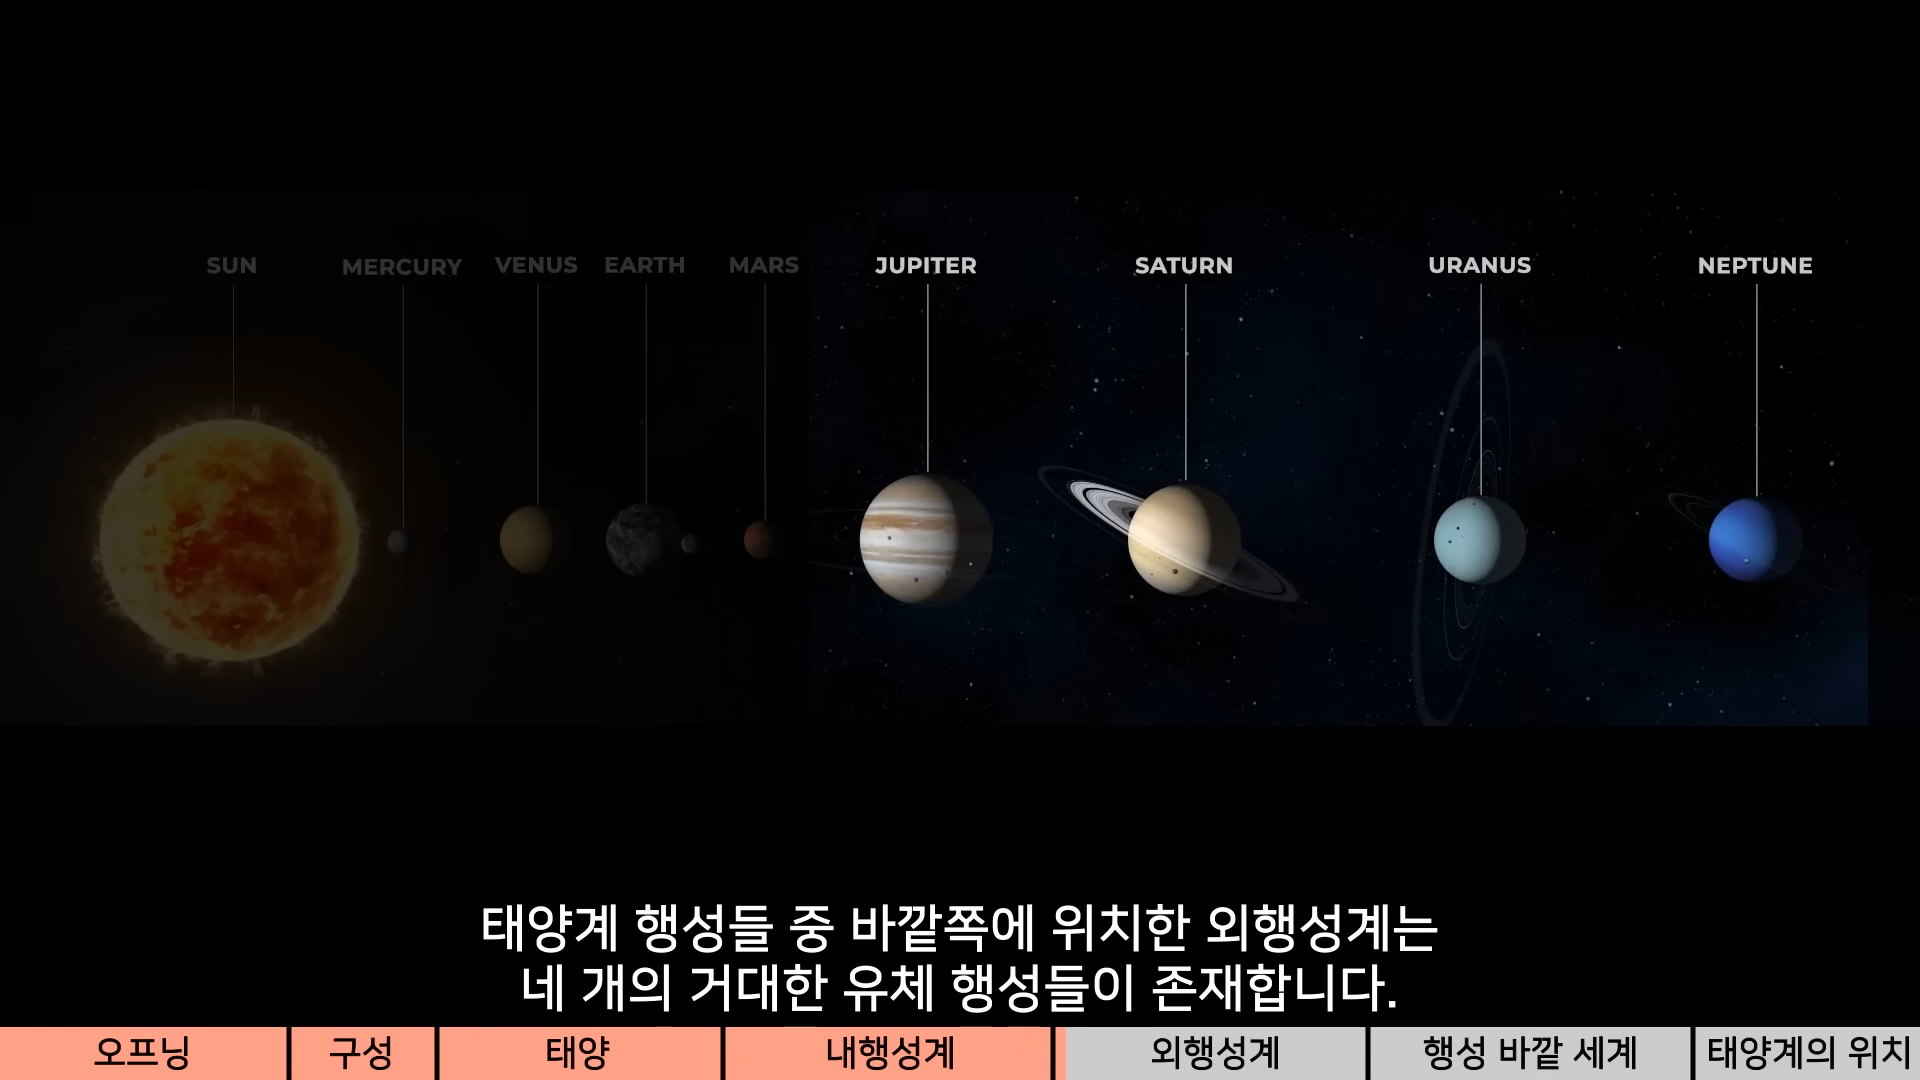 SUN MERCURY VENUS EARTH MARS JUPITER SATURN URANUS NEPTUNE
태양계 행성들 중 바깥쪽에 위치한 외행성계는
네 개의 거대한 유체 행성들이 존재합니다.
오프닝 구성 태양 내행성계 외행성계 행성 바깥 세계 태양계의 위치